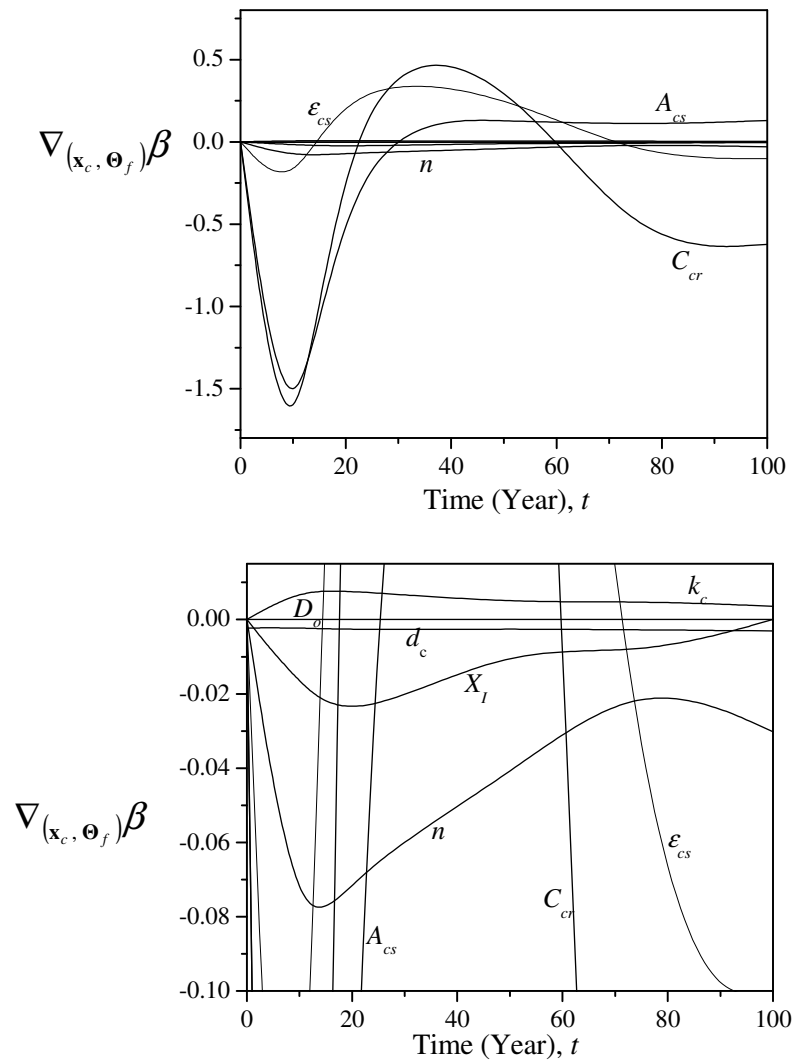 0.5
0.0
-0.5
-1.0
-1.5
∇(x_c, Θ_f)β
ε_cs
A_cs
n
C_cr
0 20 40 60 80 100
Time (Year), t
0.00
-0.02
-0.04
-0.06
-0.08
-0.10
∇(x_c, Θ_f)β
k_c
D_o
d_c
X_I
n
ε_cs
C_cr
A_cs
0 20 40 60 80 100
Time (Year), t